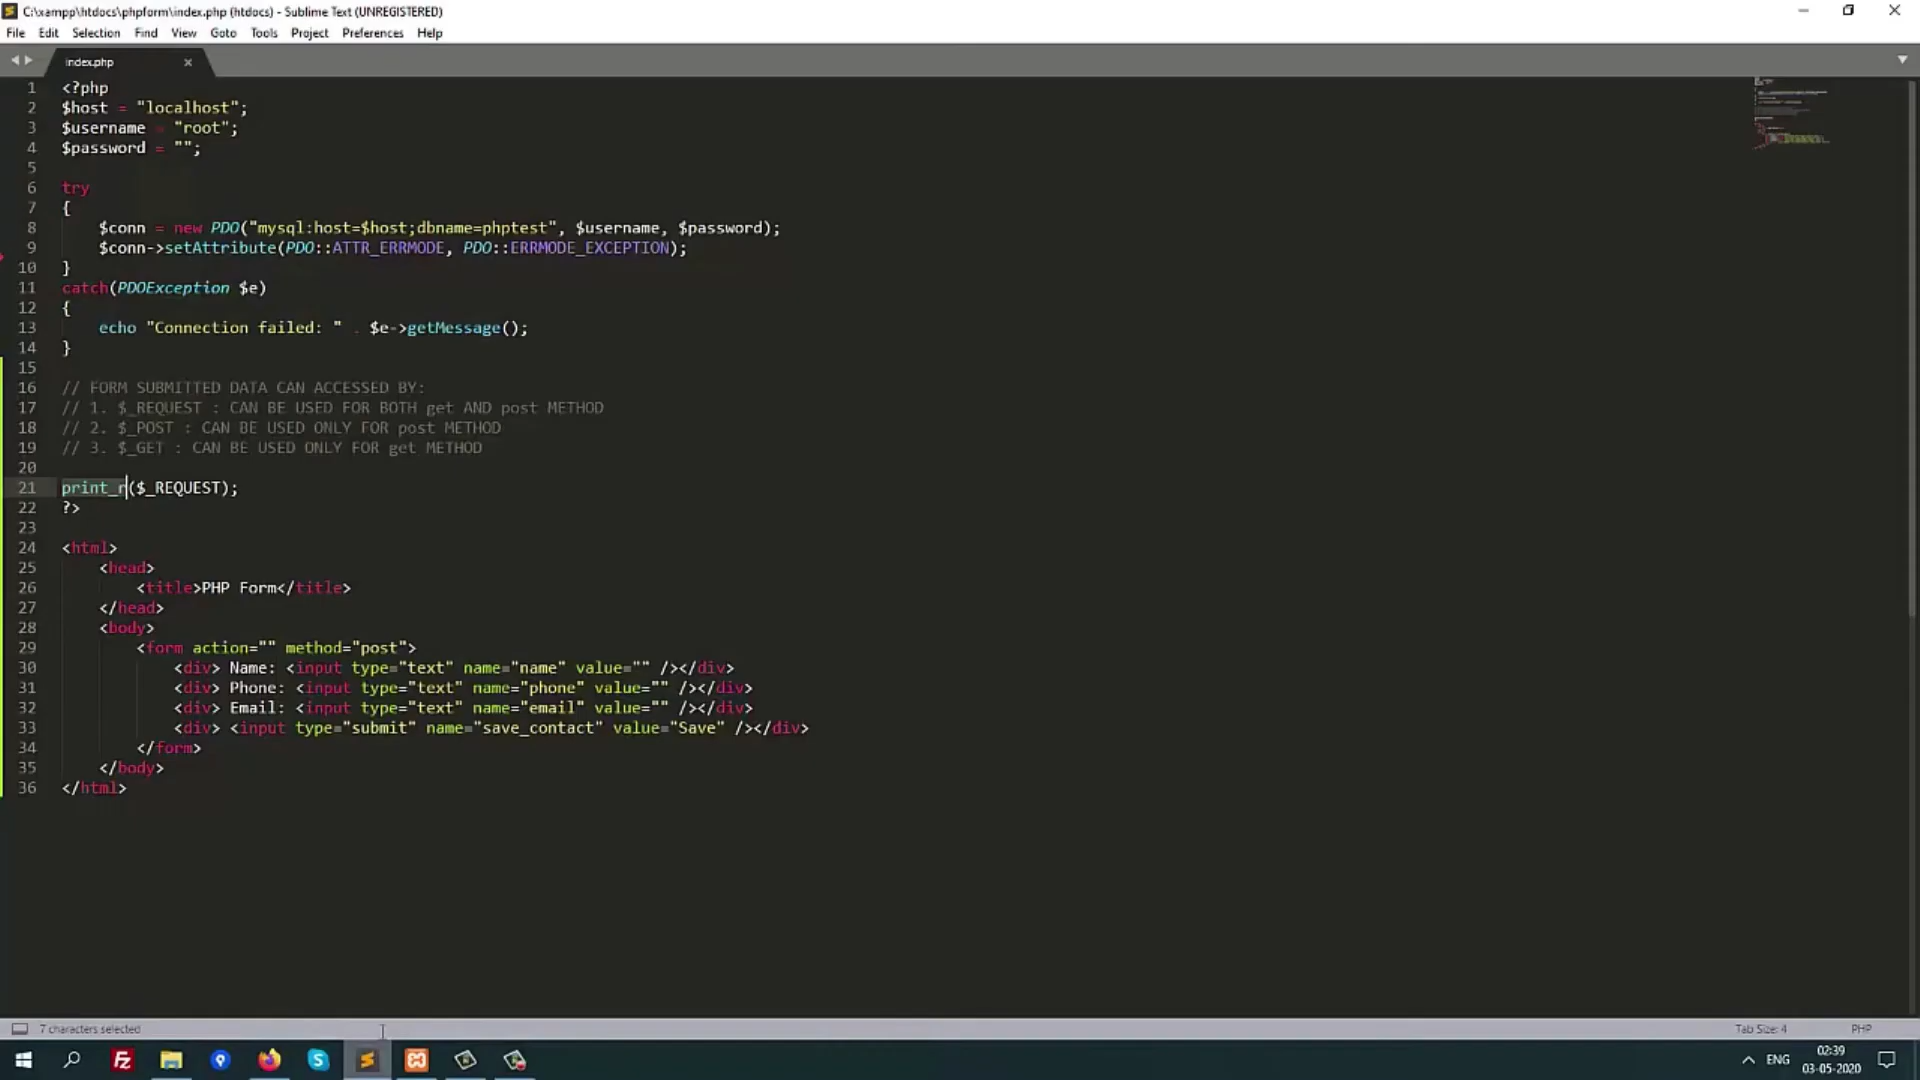 C:\xampp\htdocs\phpform\index.php (htdocs) - Sublime Text (UNREGISTERED)
File Edit Selection Find View Goto Tools Project Preferences Help
index.php
1 <?php
2 $host = "localhost";
3 $username = "root";
4 $password = "";
5
6 try
7 {
8 $conn = new PDO("mysql:host=$host;dbname=phptest", $username, $password);
9 $conn->setAttribute(PDO::ATTR_ERRMODE, PDO::ERRMODE_EXCEPTION);
10 }
11 catch(PDOException $e)
12 {
13 echo "Connection failed: " . $e->getMessage();
14 }
15
16 // FORM SUBMITTED DATA CAN ACCESSED BY:
17 // 1. $_REQUEST : CAN BE USED FOR BOTH get AND post METHOD
18 // 2. $_POST : CAN BE USED ONLY FOR post METHOD
19 // 3. $_GET : CAN BE USED ONLY FOR get METHOD
20
21 print_r($_REQUEST);
22 ?>
23
24 <html>
25 <head>
26 <title>PHP Form</title>
27 </head>
28 <body>
29 <form action="" method="post">
30 <div> Name: <input type="text" name="name" value="" /></div>
31 <div> Phone: <input type="text" name="phone" value="" /></div>
32 <div> Email: <input type="text" name="email" value="" /></div>
33 <div> <input type="submit" name="save_contact" value="Save" /></div>
34 </form>
35 </body>
36 </html>
7 characters selected Tab Size: 4 PHP
ENG 02:39
03-05-2020